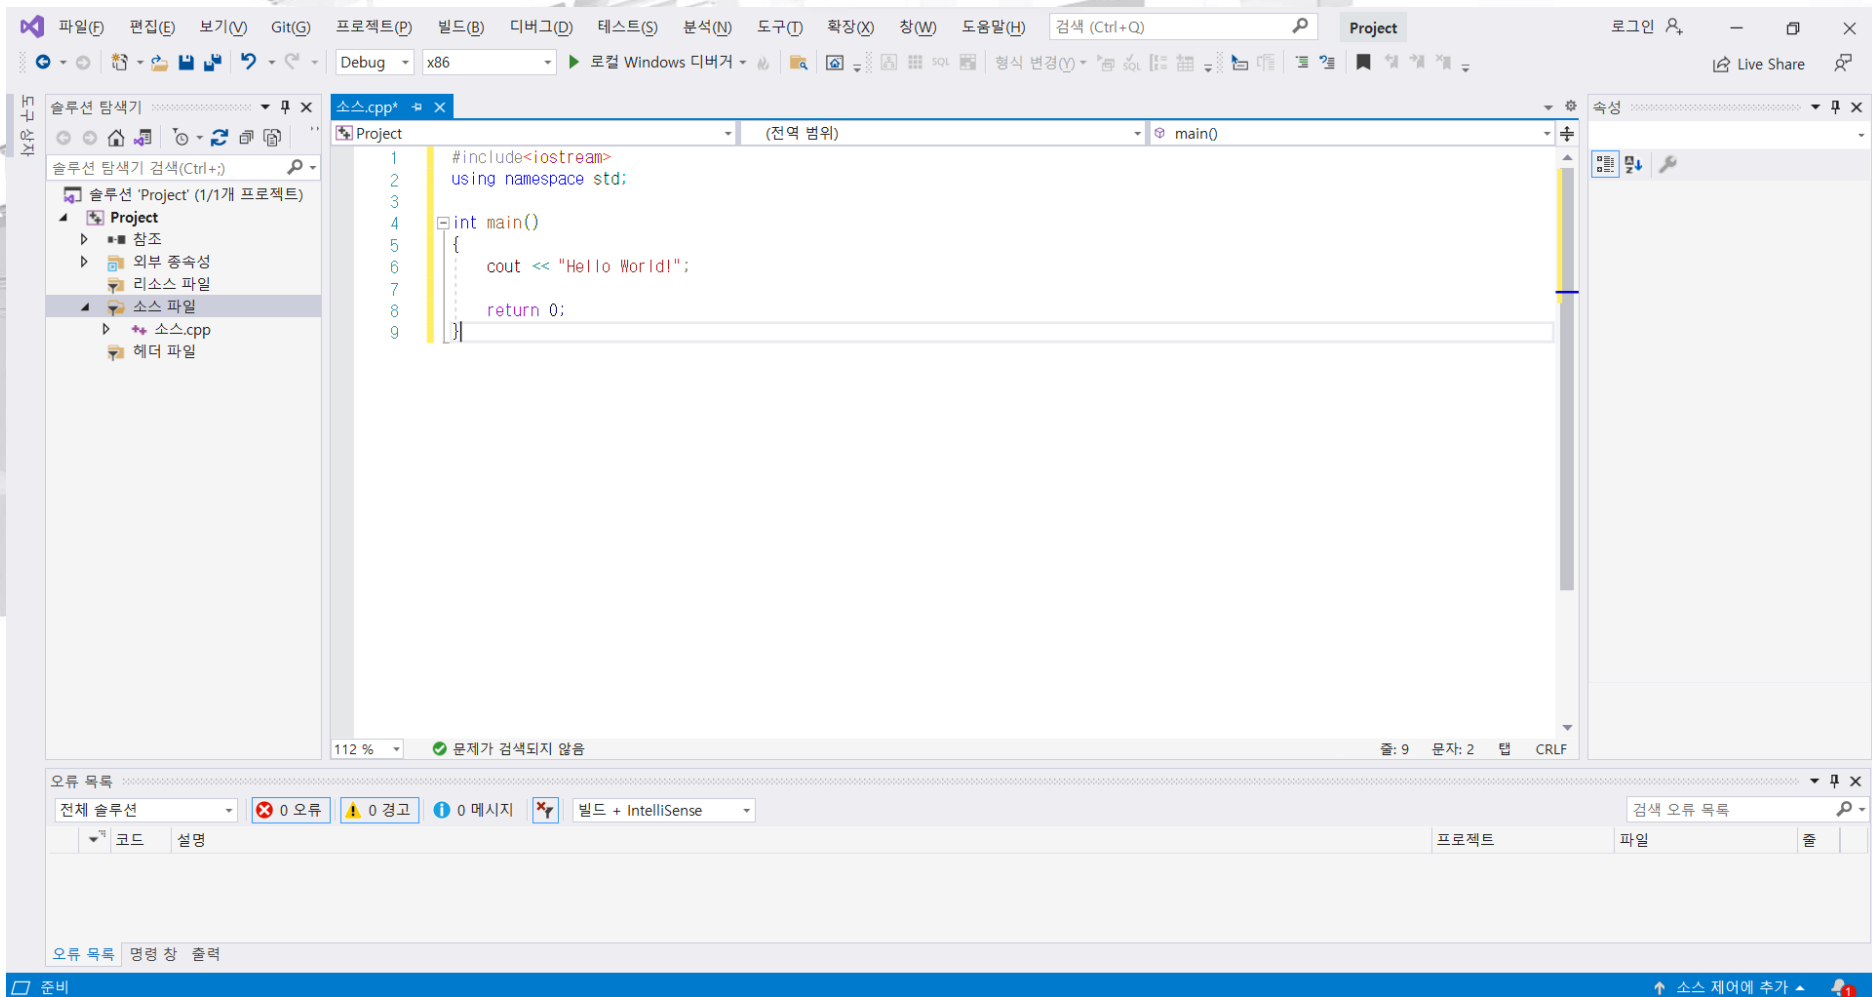 파일(F) 편집(E) 보기(V) Git(G) 프로젝트(P) 빌드(B) 디버그(D) 테스트(S) 분석(N) 도구(T) 확장(X) 창(W) 도움말(H) 검색 (Ctrl+Q) Project 로그인
Debug x86 로컬 Windows 디버거 SQL 형식 변경(Y) Live Share
도구 상자
솔루션 탐색기
솔루션 탐색기 검색(Ctrl+;)
솔루션 'Project' (1/1개 프로젝트)
Project
참조
외부 종속성
리소스 파일
소스 파일
소스.cpp
헤더 파일
소스.cpp*
Project (전역 범위) main()
1 #include<iostream>
2 using namespace std;
3
4 int main()
5 {
6 cout << "Hello World!";
7
8 return 0;
9 }
112 % 문제가 검색되지 않음 줄: 9 문자: 2 탭 CRLF
속성
오류 목록
전체 솔루션 0 오류 0 경고 0 메시지 빌드 + IntelliSense 검색 오류 목록
코드 설명 프로젝트 파일 줄
오류 목록 명령 창 출력
준비 소스 제어에 추가 1